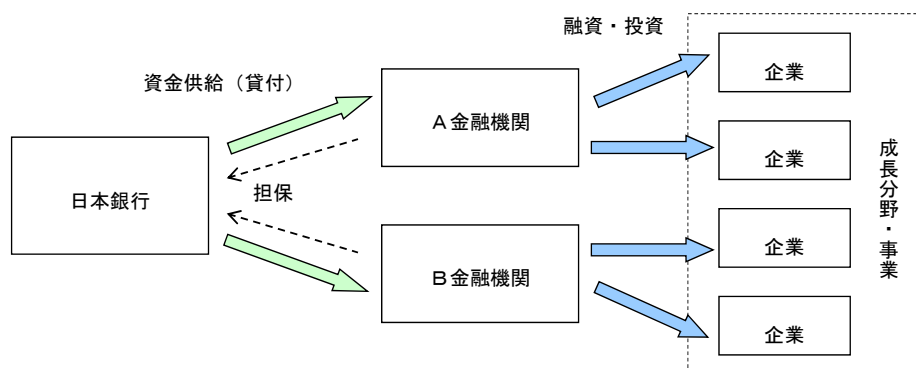 融資・投資
資金供給（貸付）
日本銀行
担保
Ａ金融機関
Ｂ金融機関
企業
企業
企業
企業
成長分野・事業